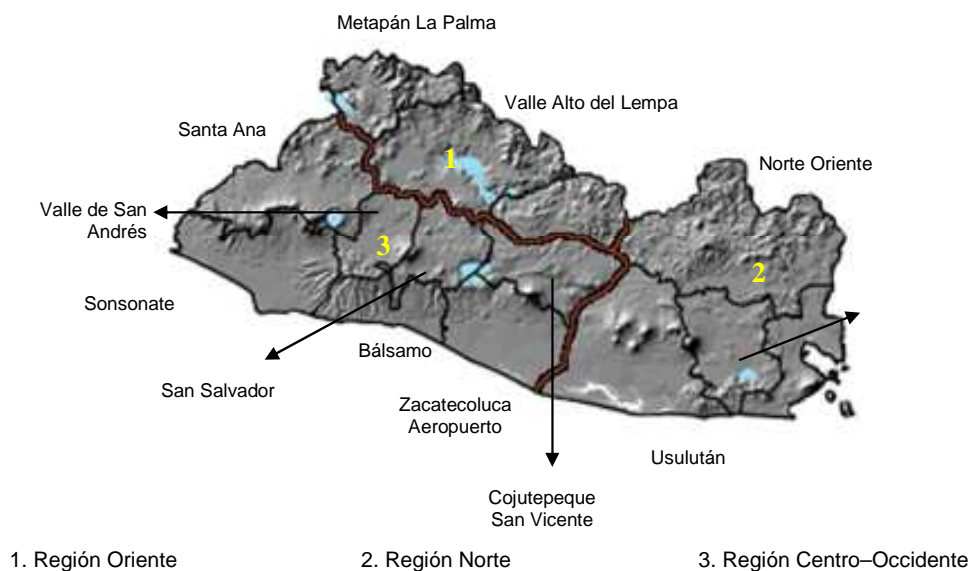 Metapán La Palma
Valle Alto del Lempa
Santa Ana
1
Norte Oriente
Valle de San
Andrés
3
2
Sonsonate
Bálsamo
San Salvador
Zacatecoluca
Aeropuerto
Usulután
Cojutepeque
San Vicente
1. Región Oriente
2. Región Norte
3. Región Centro–Occidente